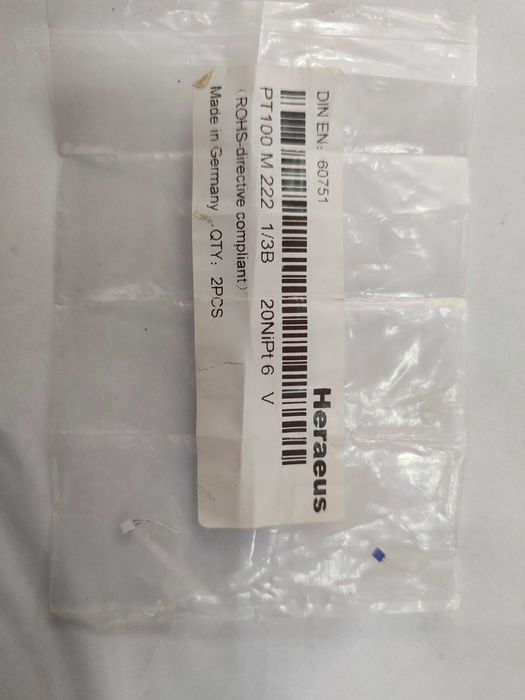 Heraeus
DIN EN: 60751
PT100 M 222 1/3B 20NiPt 6 V
(ROHS-directive compliant)
Made in Germany QTY: 2PCS